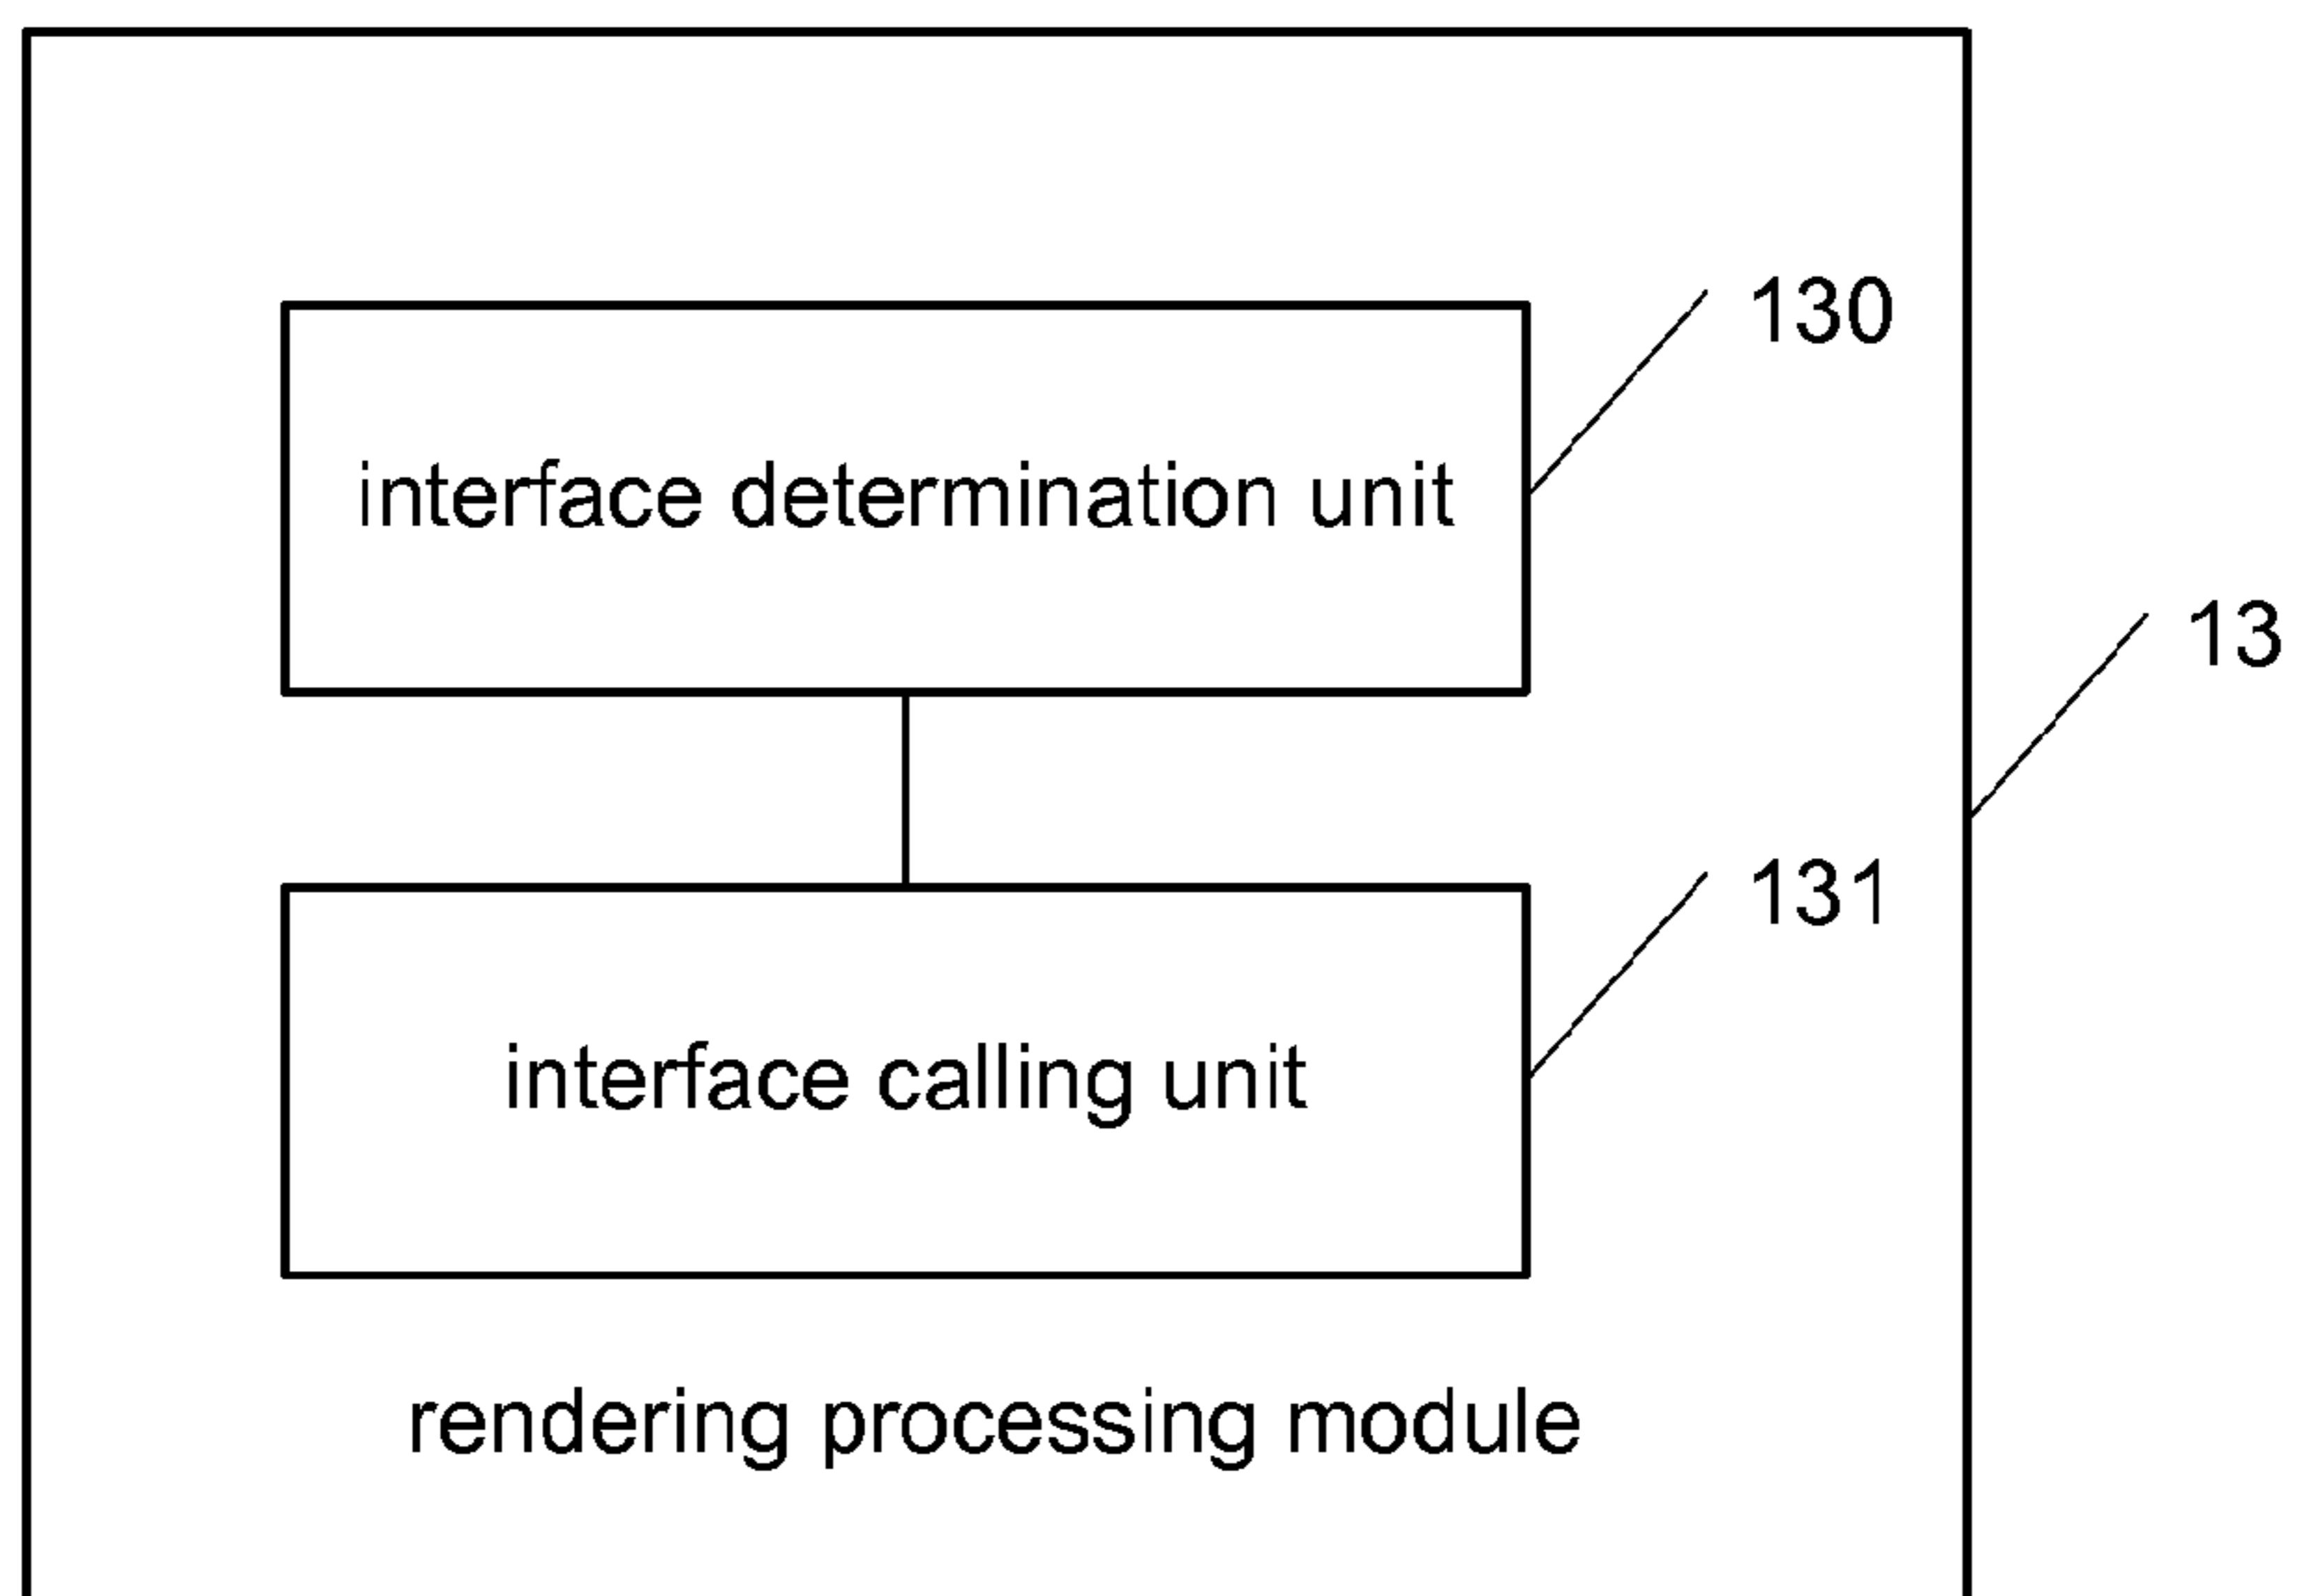 130
interface determination unit
13
131
interface calling unit
rendering processing module